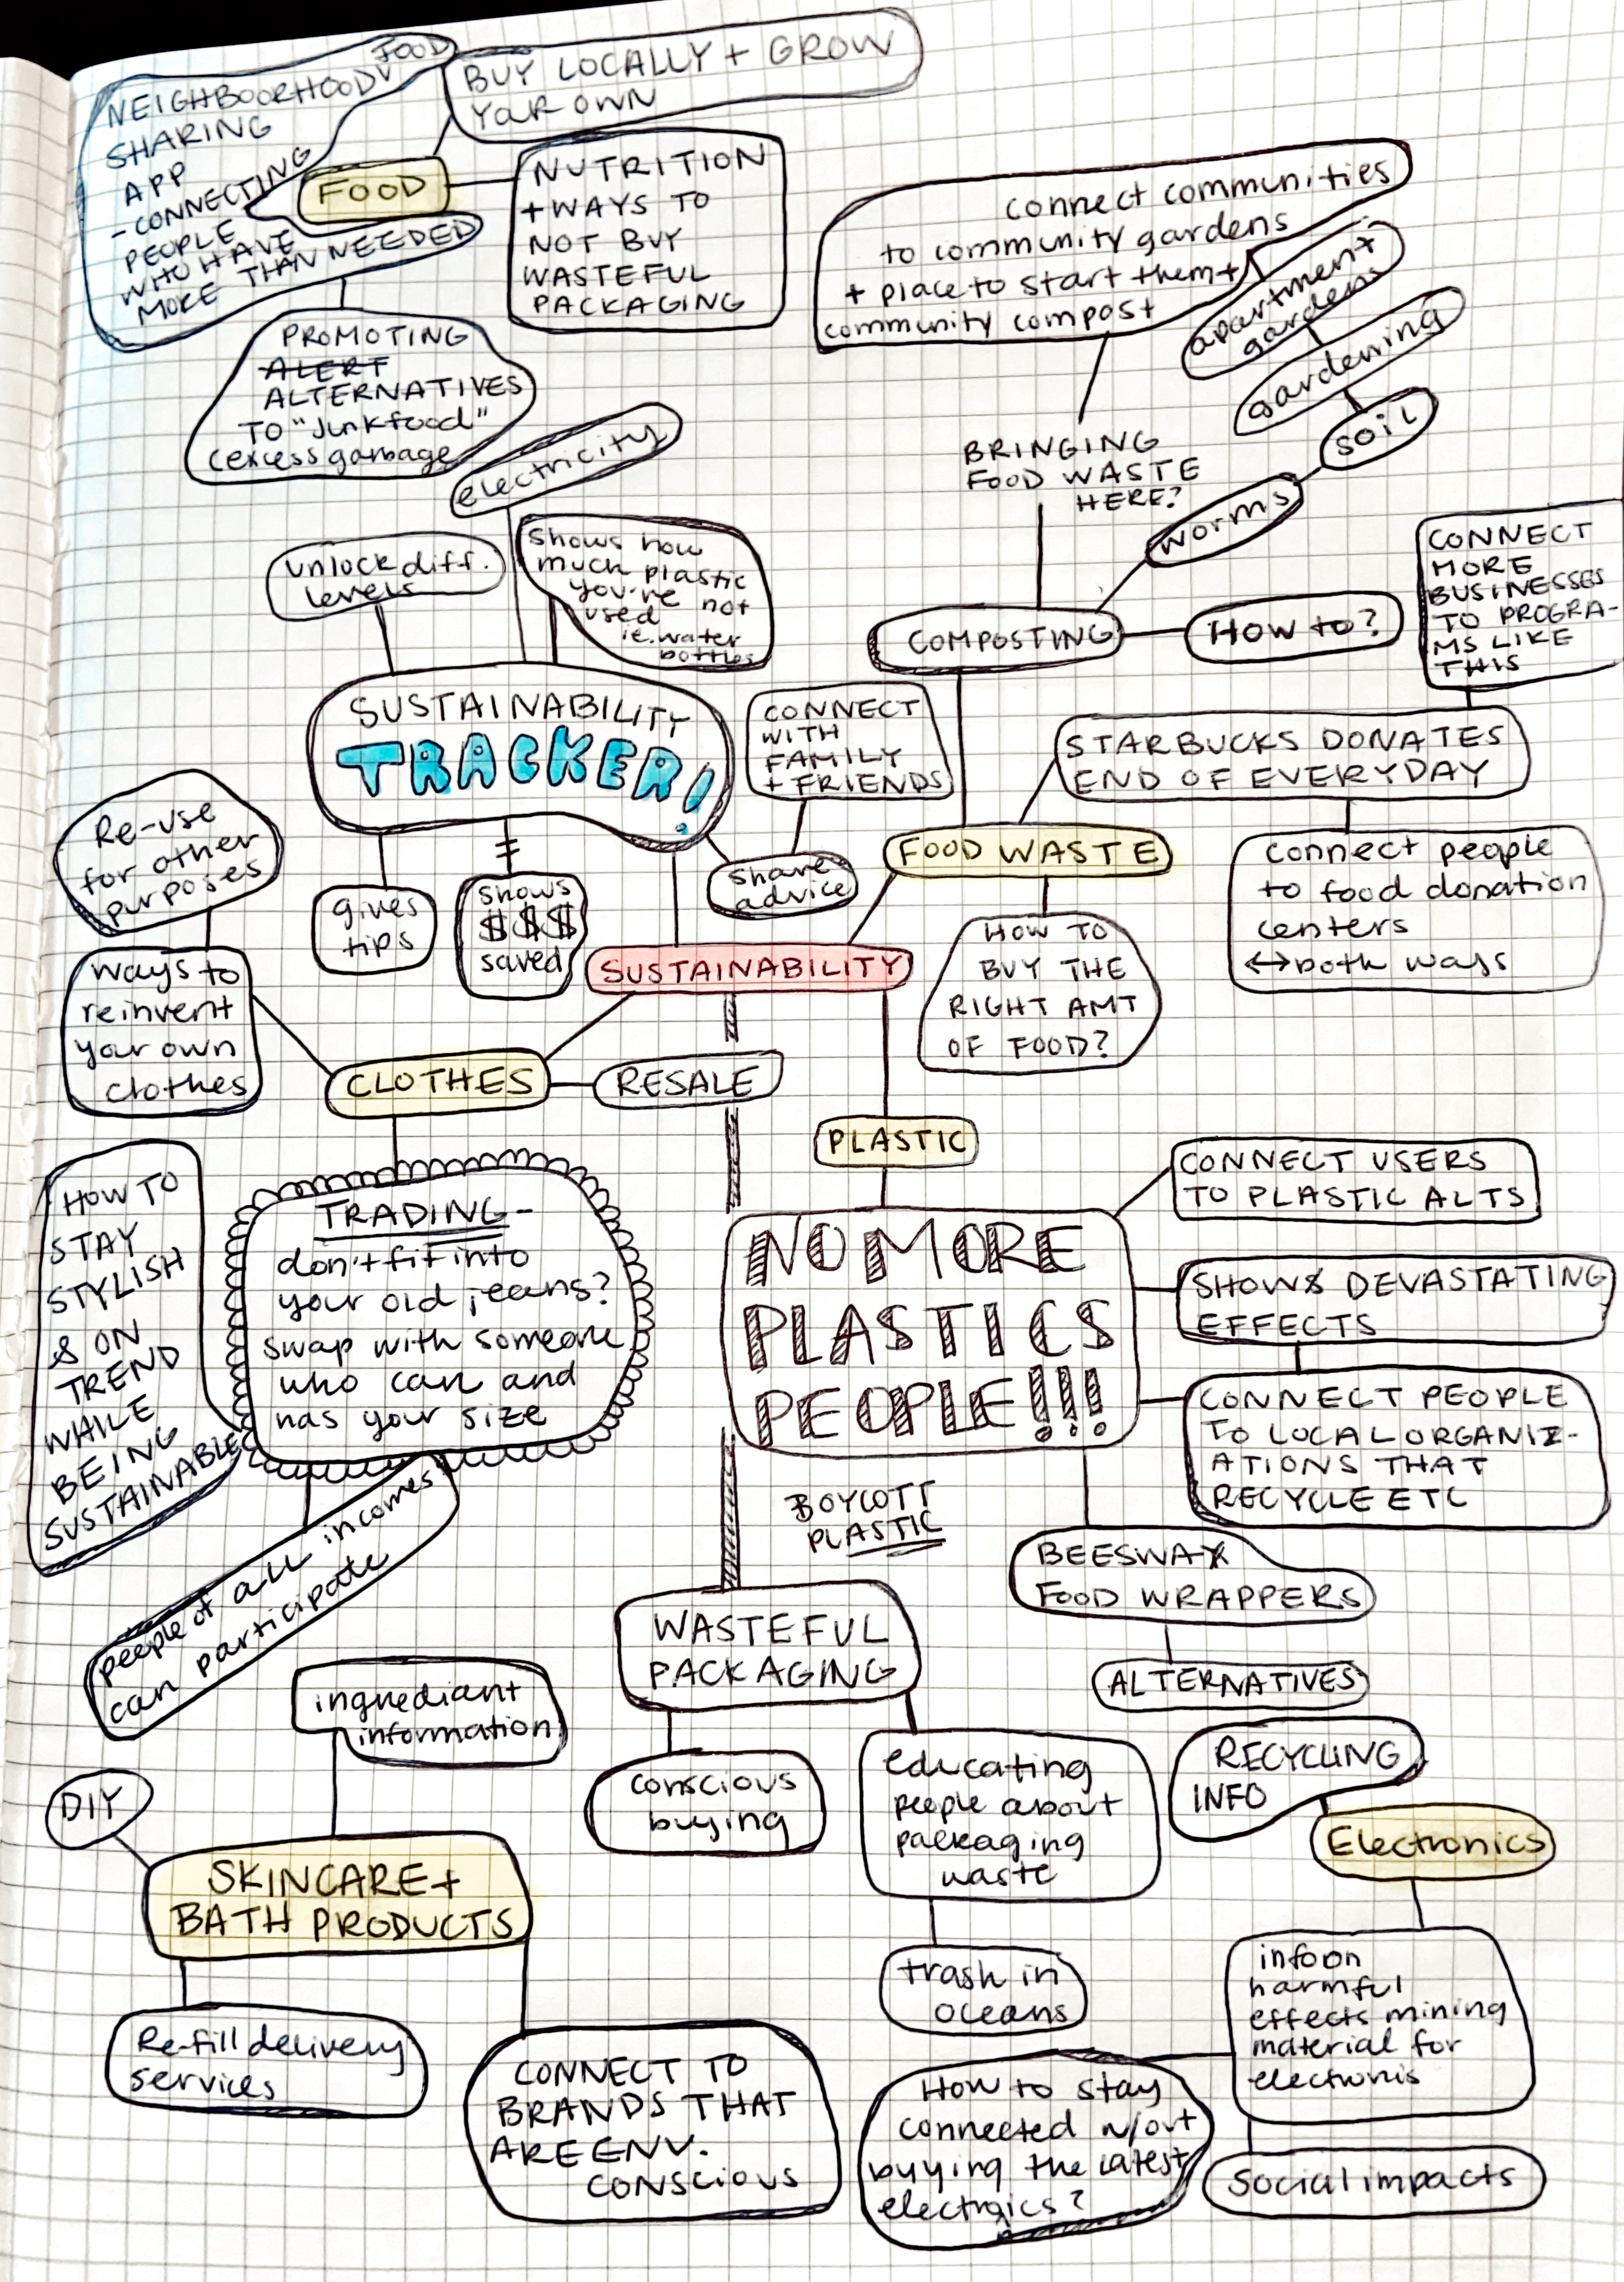 NEIGHBOORHOOD FOOD
SHARING
APP
-CONNECTING
PEOPLE
WHO HAVE
MORE THAN NEEDED
BUY LOCALLY + GROW
YOUR OWN
FOOD
NUTRITION
+ WAYS TO
NOT BUY
WASTEFUL
PACKAGING
PROMOTING
ALERT
ALTERNATIVES
TO "Junkfood"
(excess garbage
connect communities
to community gardens
+ place to start them +
community compost
apartment
gardens
gardening
soil
worms
BRINGING
FOOD WASTE
HERE?
electricity
unlock diff.
levels
shows how
much plastic
you're not
used
ie. water
bottles
COMPOSTING
HOW to?
CONNECT
MORE
BUSINESSES
TO PROGRA-
MS LIKE
THIS
SUSTAINABILITY
TRACKER!
CONNECT
WITH
FAMILY
+ FRIENDS
STARBUCKS DONATES
END OF EVERYDAY
Re-use
for other
purposes
gives
tips
shows
$$$
saved
share
advice
FOOD WASTE
connect people
to food donation
centers
↔ both ways
ways to
reinvent
your own
clothes
SUSTAINABILITY
HOW TO
BUY THE
RIGHT AMT
OF FOOD?
CLOTHES
RESALE
PLASTIC
HOW TO
STAY
STYLISH
& ON
TREND
WHILE
BEING
SUSTAINABLE
TRADING-
don't fit into
your old jeans?
swap with someone
who can and
has your size
NO MORE
PLASTICS
PEOPLE!!!
CONNECT USERS
TO PLASTIC ALTS
SHOWS DEVASTATING
EFFECTS
CONNECT PEOPLE
TO LOCAL ORGANIZ-
ATIONS THAT
RECYCLE ETC
people of all incomes
can participate
BOYCOTT
PLASTIC
BEESWAX
FOOD WRAPPERS
ALTERNATIVES
WASTEFUL
PACKAGING
ingrediant
information
conscious
buying
educating
people about
packaging
waste
RECYCLING
INFO
Electronics
DIY
SKINCARE +
BATH PRODUCTS
trash in
oceans
info on
harmful
effects mining
material for
electronis
Re-fill delivery
services
CONNECT TO
BRANDS THAT
ARE ENV.
CONSCIOUS
How to stay
connected w/out
buying the latest
electroics?
n
Social impacts